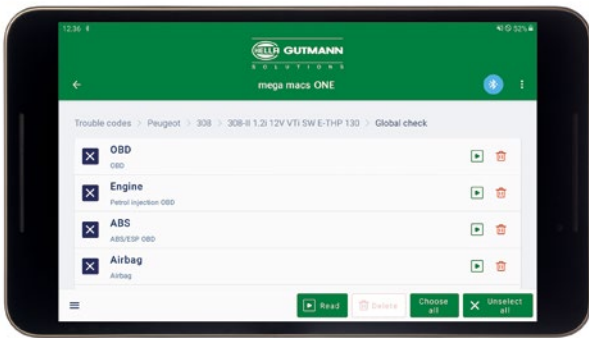 12:36
52%
HELLA GUTMANN
SOLUTIONS
mega macs ONE
Trouble codes > Peugeot > 308 > 308-II 1.2i 12V VTi SW E-THP 130 > Global check
OBD
OBD
Engine
Petrol injection OBD
ABS
ABS/ESP OBD
Airbag
Airbag
Read
Delete
Choose
all
Unselect
all